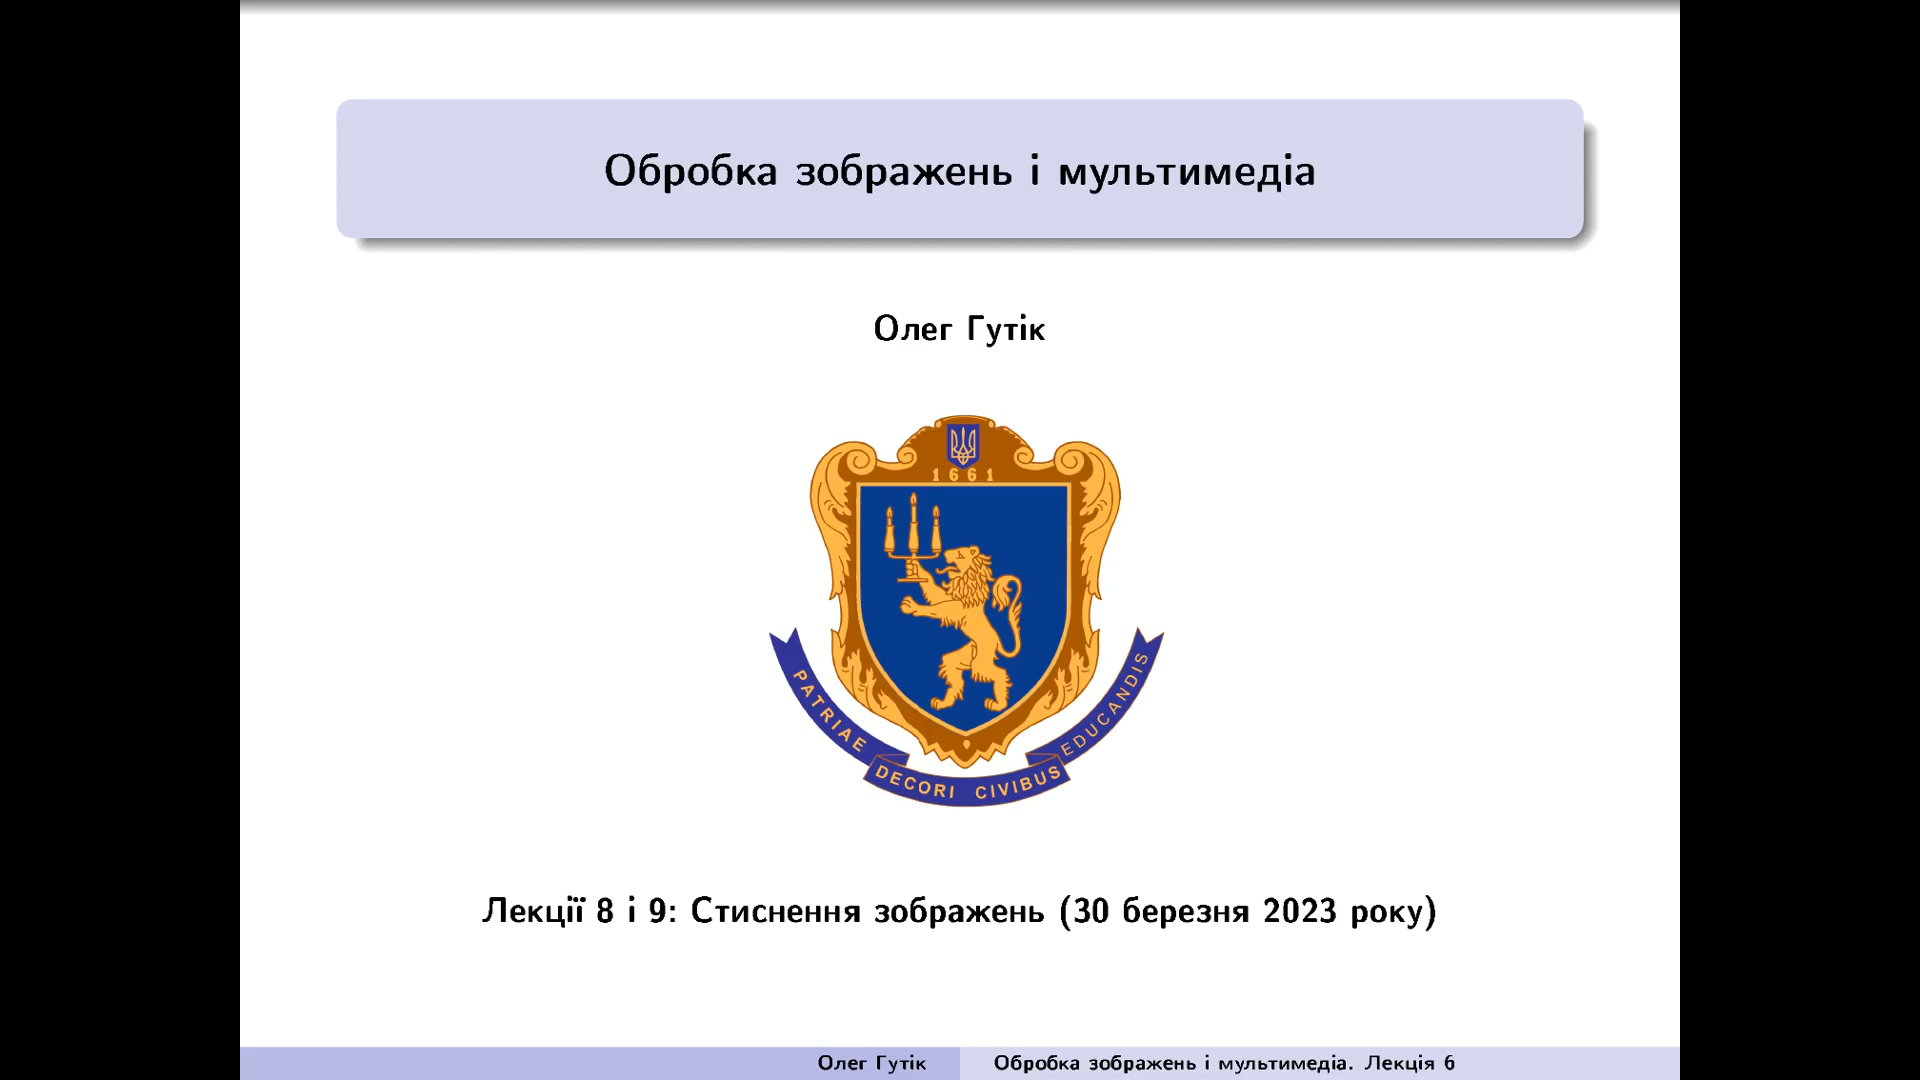 Обробка зображень і мультимедіа
Олег Гутік
1661
PATRIAE DECORI CIVIBUS EDUCANDIS
Лекції 8 і 9: Стиснення зображень (30 березня 2023 року)
Олег Гутік Обробка зображень і мультимедіа. Лекція 6